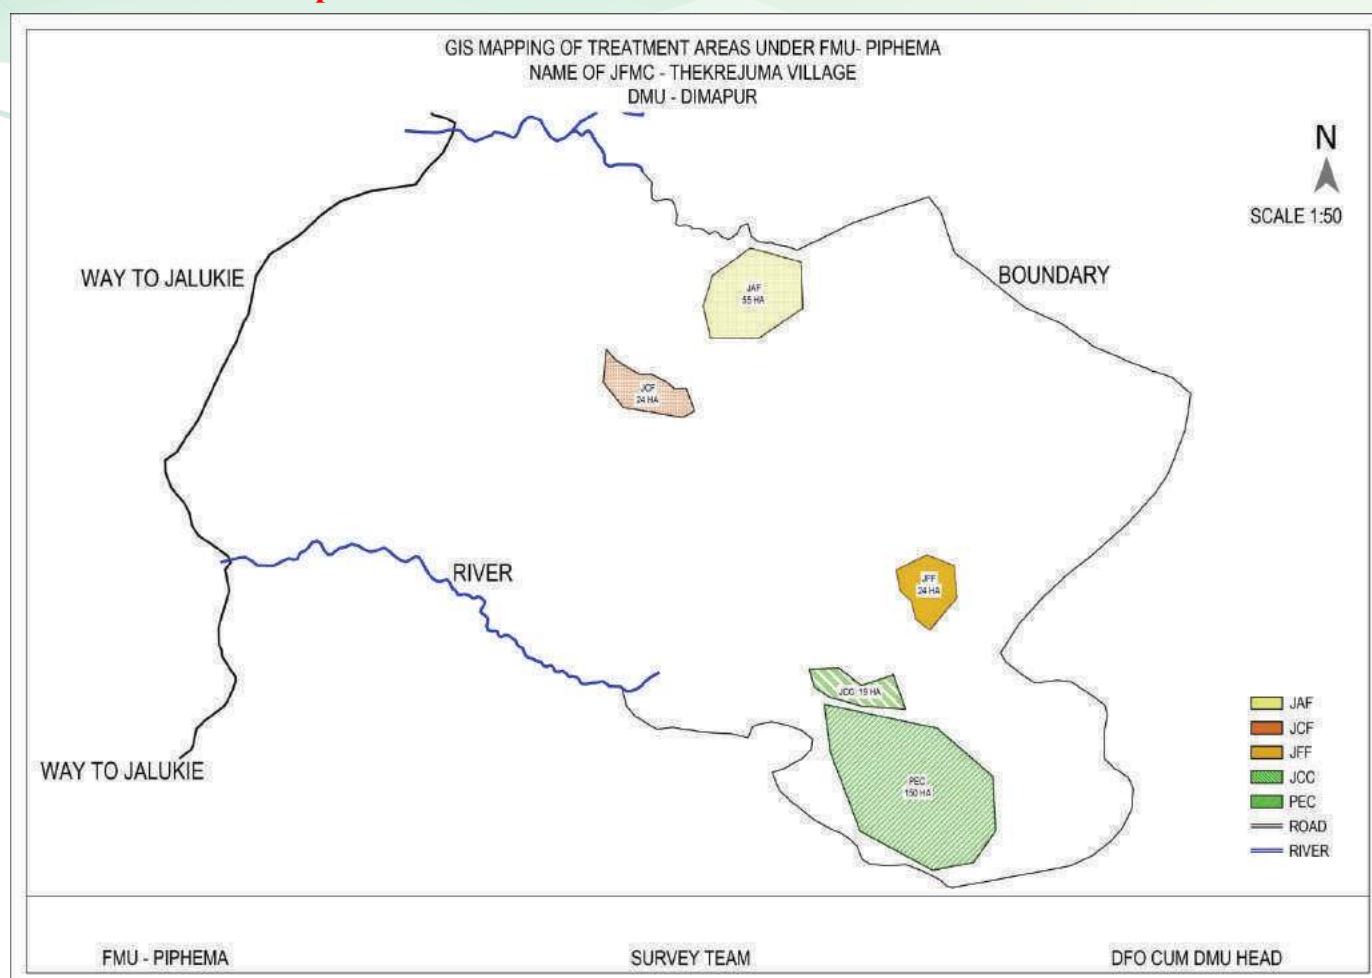 GIS MAPPING OF TREATMENT AREAS UNDER FMU- PIPHEMA
NAME OF JFMC - THEKREJUMA VILLAGE
DMU - DIMAPUR
N
SCALE 1:50
WAY TO JALUKIE
BOUNDARY
JAF
55 HA
JCF
24 HA
RIVER
JFF
24 HA
JCC 19 HA
PEC
150 HA
WAY TO JALUKIE
JAF
JCF
JFF
JCC
PEC
ROAD
RIVER
FMU - PIPHEMA
SURVEY TEAM
DFO CUM DMU HEAD